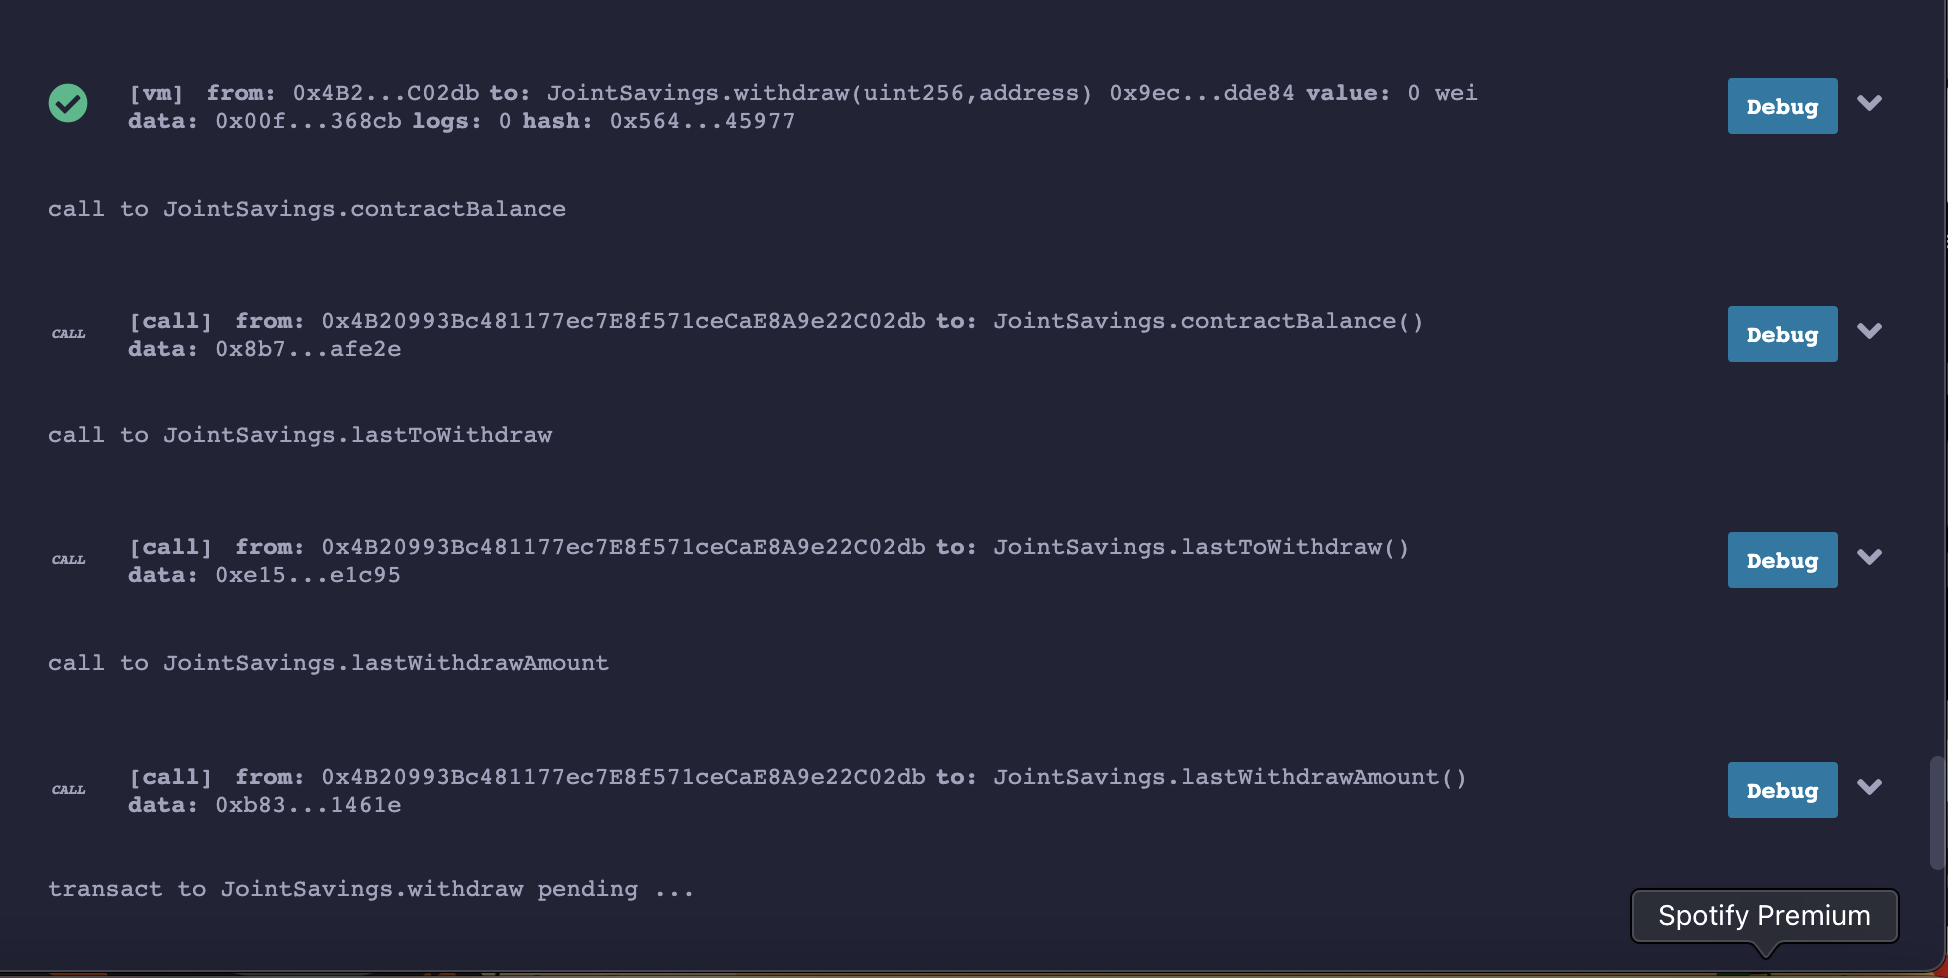 [vm] from: 0x4B2...C02db to: JointSavings.withdraw(uint256,address) 0x9ec...dde84 value: 0 wei
data: 0x00f...368cb logs: 0 hash: 0x564...45977
Debug
call to JointSavings.contractBalance
CALL
[call] from: 0x4B20993Bc481177ec7E8f571ceCaE8A9e22C02db to: JointSavings.contractBalance()
data: 0x8b7...afe2e
Debug
call to JointSavings.lastToWithdraw
CALL
[call] from: 0x4B20993Bc481177ec7E8f571ceCaE8A9e22C02db to: JointSavings.lastToWithdraw()
data: 0xe15...e1c95
Debug
call to JointSavings.lastWithdrawAmount
CALL
[call] from: 0x4B20993Bc481177ec7E8f571ceCaE8A9e22C02db to: JointSavings.lastWithdrawAmount()
data: 0xb83...1461e
Debug
transact to JointSavings.withdraw pending ...
Spotify Premium